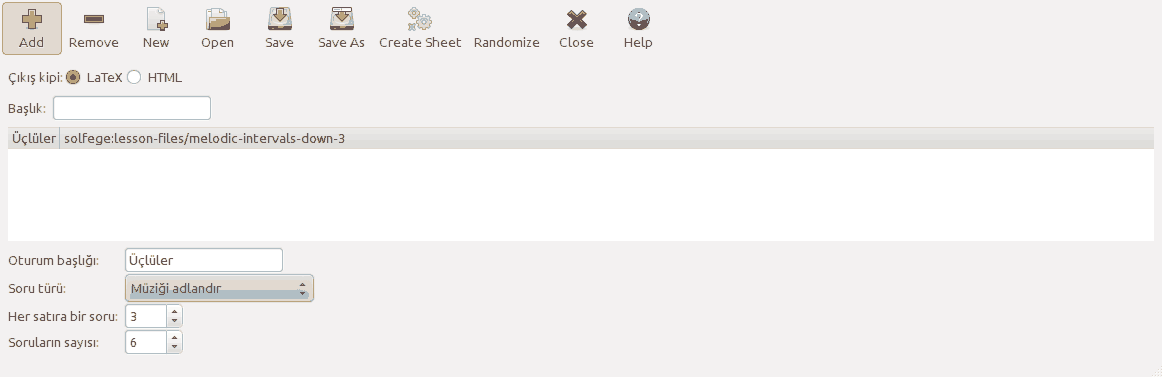 Add Remove New Open Save Save As Create Sheet Randomize Close Help
Çıkış kipi: LaTeX HTML
Başlık:
Üçlüler solfege:lesson-files/melodic-intervals-down-3
Oturum başlığı: Üçlüler
Soru türü: Müziği adlandır
Her satıra bir soru: 3
Soruların sayısı: 6